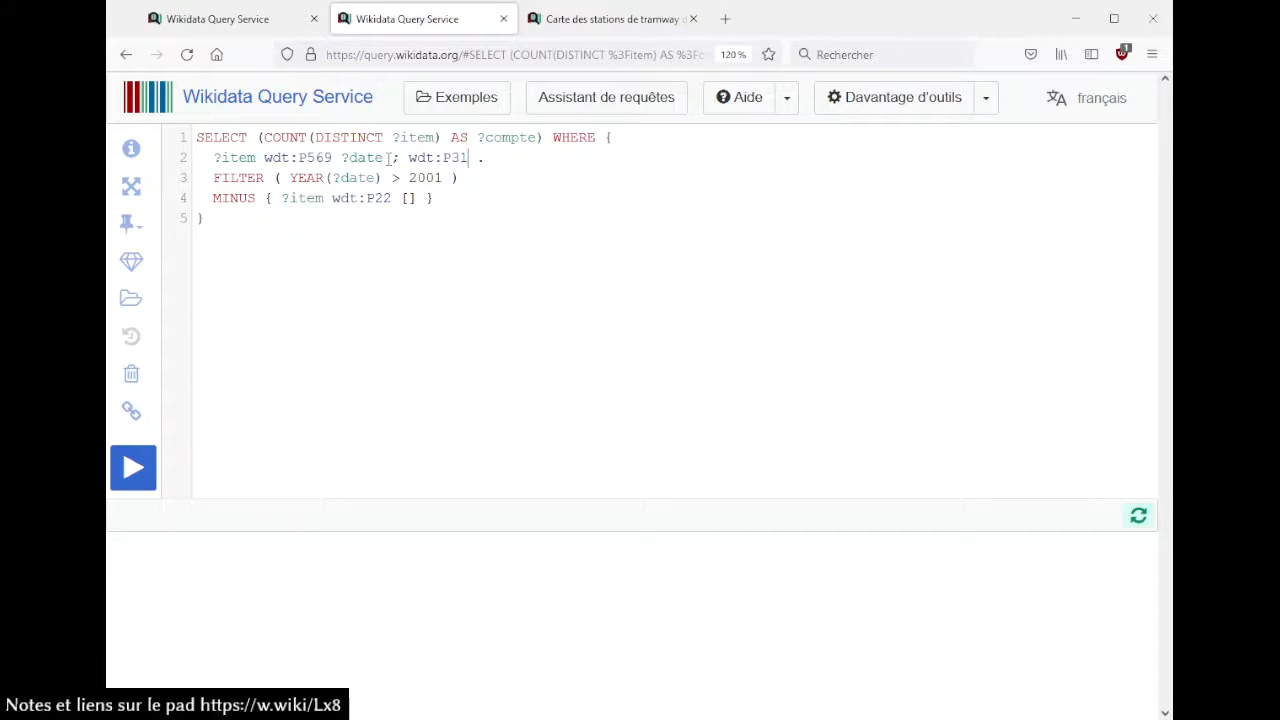 Wikidata Query Service
Wikidata Query Service
Carte des stations de tramway d
https://query.wikidata.org/#SELECT (COUNT(DISTINCT %3Fitem) AS %3Fc
120 %
Rechercher
1
Wikidata Query Service
Exemples
Assistant de requêtes
Aide
Davantage d'outils
français
1 SELECT (COUNT(DISTINCT ?item) AS ?compte) WHERE {
2 ?item wdt:P569 ?date ; wdt:P31 .
3 FILTER ( YEAR(?date) > 2001 )
4 MINUS { ?item wdt:P22 [] }
5 }
Notes et liens sur le pad https://w.wiki/Lx8